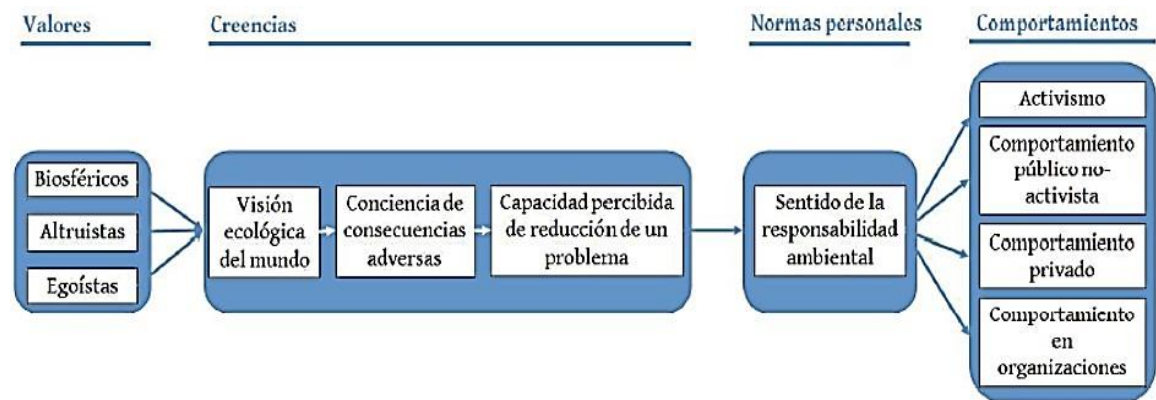 Valores
Creencias
Normas personales
Comportamientos
Biosféricos
Altruistas
Egoístas
Visión
ecológica
del mundo
Conciencia de
consecuencias
adversas
Capacidad percibida
de reducción de un
problema
Sentido de la
responsabilidad
ambiental
Activismo
Comportamiento
público no-
activista
Comportamiento
privado
Comportamiento
en
organizaciones